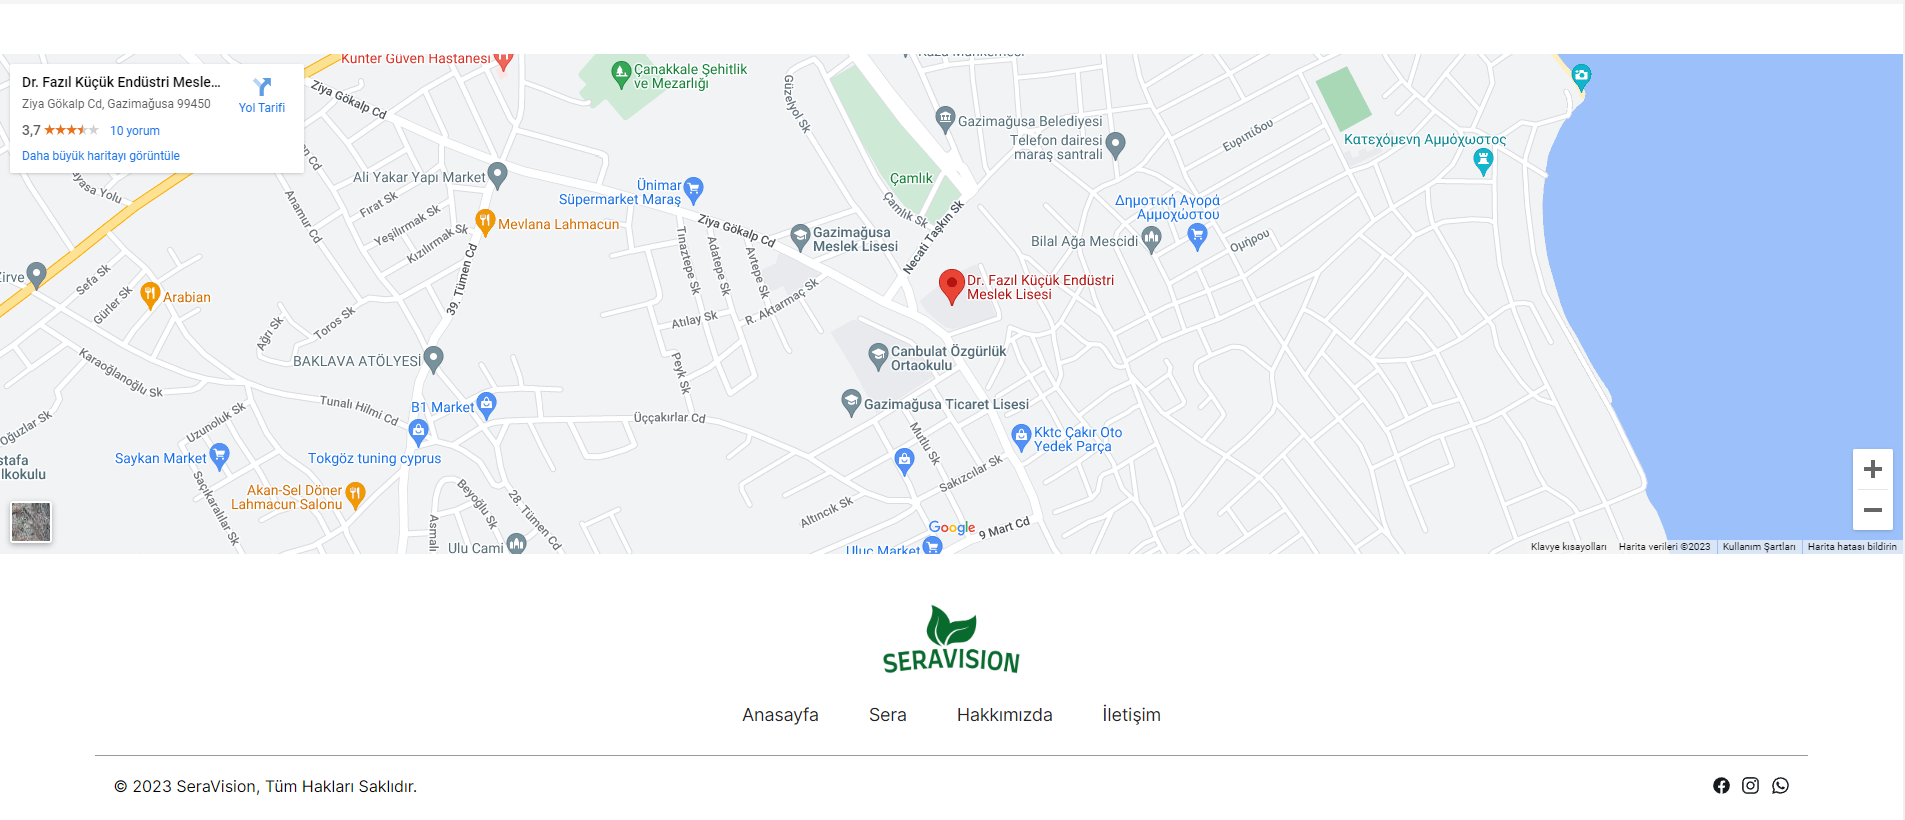 Kunter Güven Hastanesi
Çanakkale Şehitlik
ve Mezarlığı
Dr. Fazıl Küçük Endüstri Mesle...
Ziya Gökalp Cd, Gazimağusa 99450
Yol Tarifi
3,7
10 yorum
Daha büyük haritayı görüntüle
Ziya Gökalp Cd
Güzelyol Sk
Gazimağusa Belediyesi
Telefon dairesi
maraş santrali
Ευριπίδου
Κατεχόμενη Αμμόχωστος
Ali Yakar Yapı Market
Ünimar
Süpermarket Maraş
Çamlık
Çamlık Sk
Necati Taşkın Sk
Δημοτική Αγορά
Αμμοχώστου
Anamur Cd
Fırat Sk
Yeşilırmak Sk
Kızılırmak Sk
Mevlana Lahmacun
Ziya Gökalp Cd
Gazimağusa
Meslek Lisesi
Bilal Ağa Mescidi
Ομήρου
39. Tümen Cd
Tınaztepe Sk
Adatepe Sk
Avtepe Sk
Sefa Sk
Gürler Sk
Arabian
Dr. Fazıl Küçük Endüstri
Meslek Lisesi
Ağrı Sk
Toros Sk
Atılay Sk
R. Aktarmaç Sk
Karaoğlanoğlu Sk
BAKLAVA ATÖLYESİ
Peyk Sk
Canbulat Özgürlük
Ortaokulu
Tunalı Hilmi Cd
B1 Market
Üççakırlar Cd
Gazimağusa Ticaret Lisesi
Oğuzlar Sk
Uzunoluk Sk
Mutlu Sk
Kktc Çakır Oto
Yedek Parça
Saykan Market
Tokgöz tuning cyprus
Sakızcılar Sk
Saçıkaralılar Sk
Akan-Sel Döner
Lahmacun Salonu
Beyoğlu Sk
28. Tümen Cd
Altıncık Sk
Google
9 Mart Cd
Ulu Cami
Uluç Market
Klavye kısayolları
Harita verileri ©2023
Kullanım Şartları
Harita hatası bildirin
SERAVISION
Anasayfa
Sera
Hakkımızda
İletişim
© 2023 SeraVision, Tüm Hakları Saklıdır.